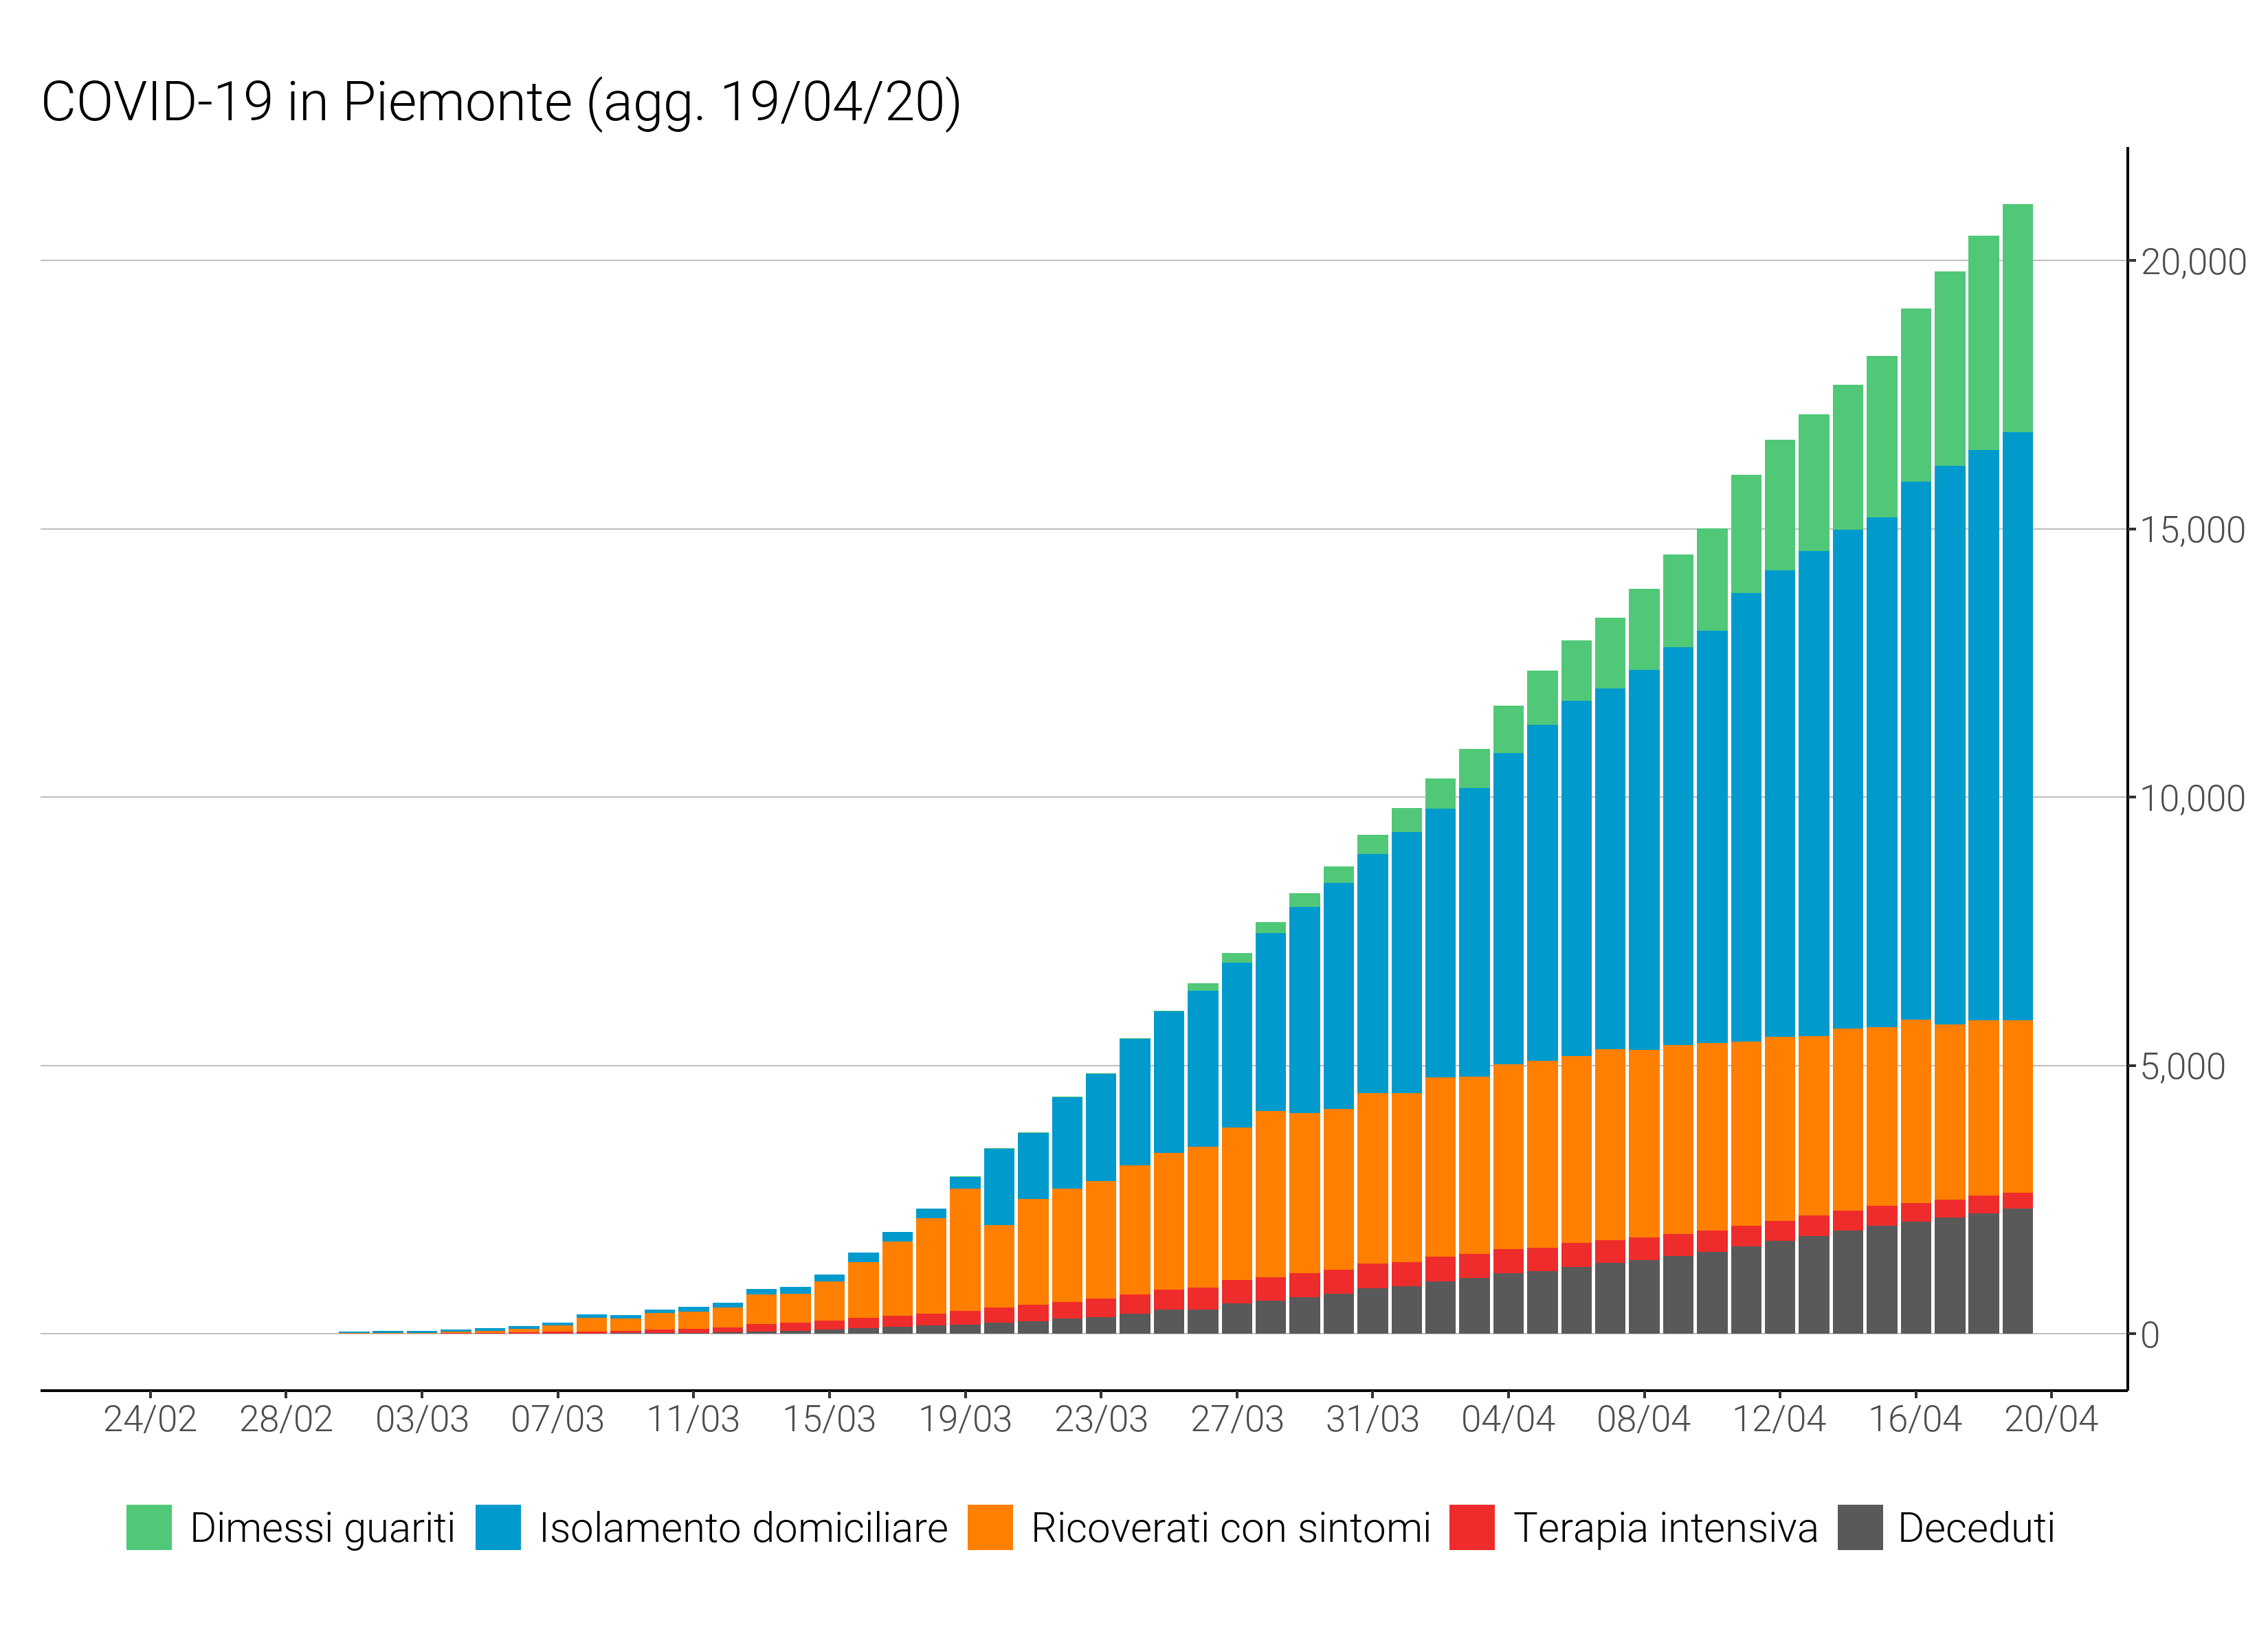 COVID-19 in Piemonte (agg. 19/04/20)
20,000
15,000
10,000
5,000
0
24/02 28/02 03/03 07/03 11/03 15/03 19/03 23/03 27/03 31/03 04/04 08/04 12/04 16/04 20/04
Dimessi guariti Isolamento domiciliare Ricoverati con sintomi Terapia intensiva Deceduti